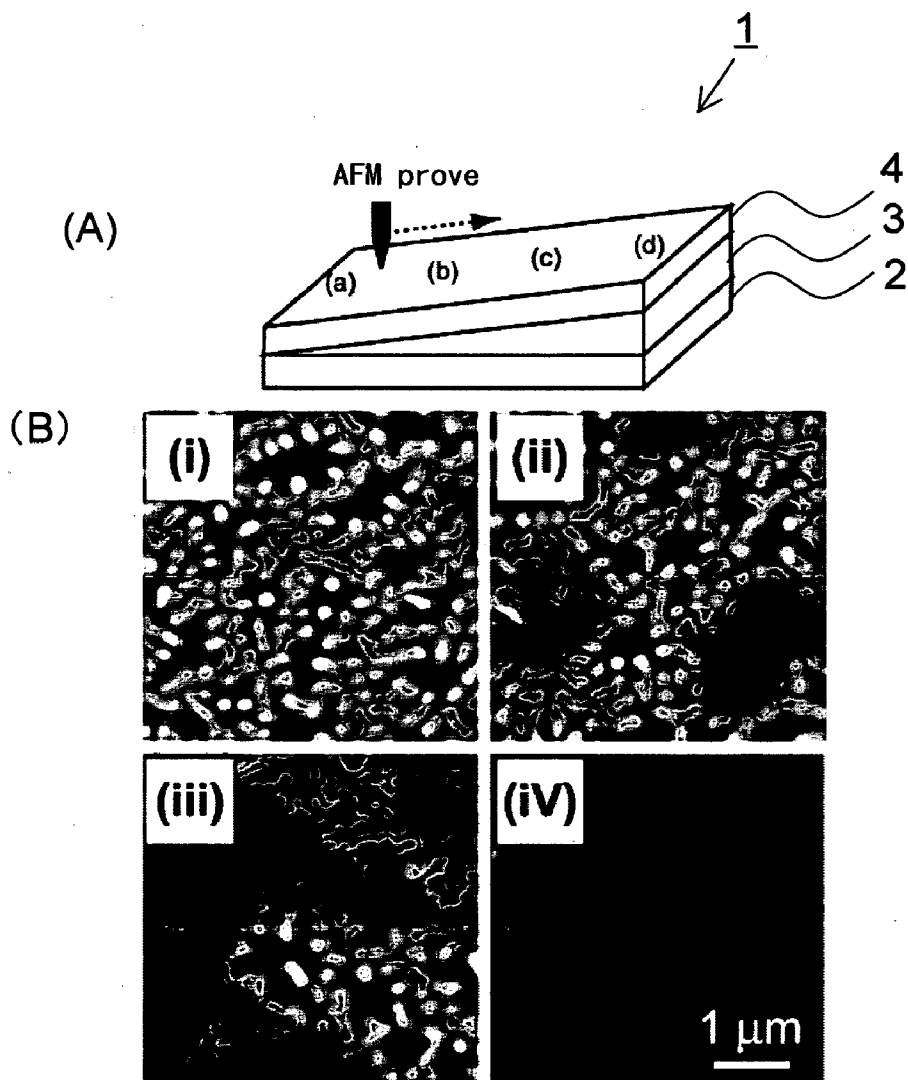 1
AFM prove
4
3
2
(A)
(a)
(b)
(c)
(d)
(B)
(i)
(ii)
(iii)
(iV)
1 μm